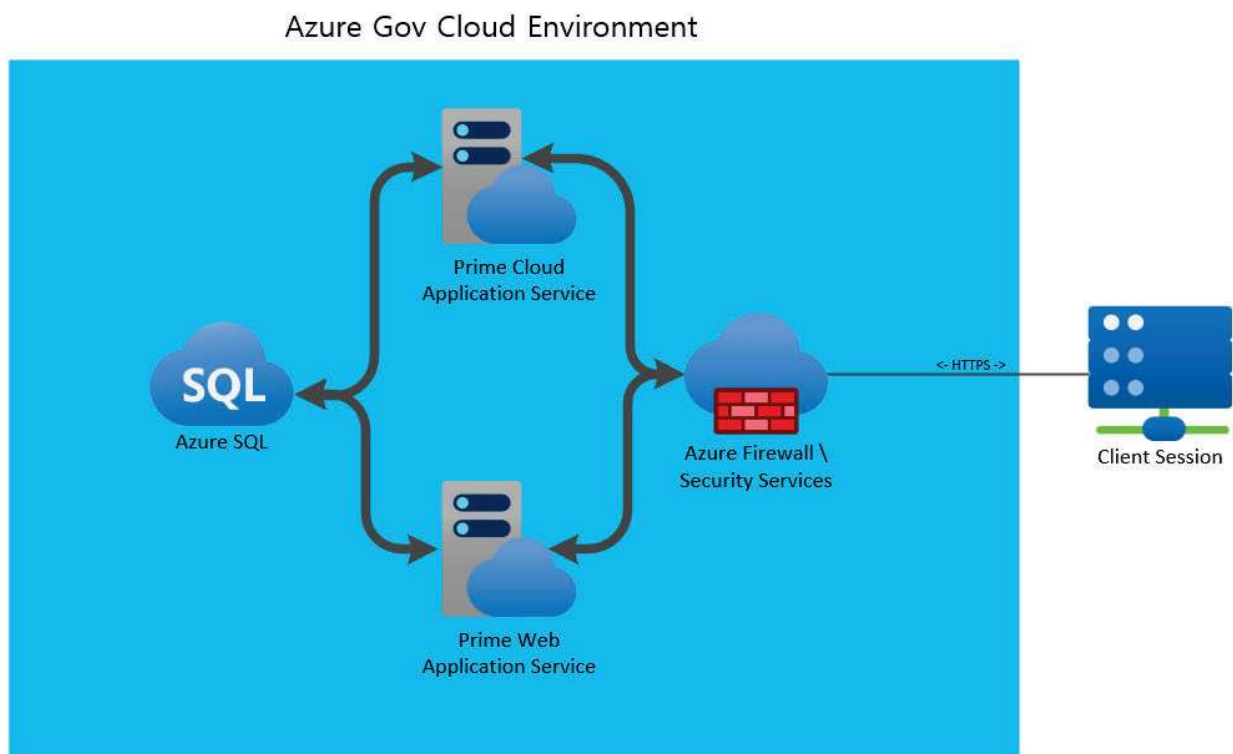 Azure Gov Cloud Environment
Prime Cloud
Application Service
SQL
Azure SQL
<- HTTPS ->
Azure Firewall \
Security Services
Client Session
Prime Web
Application Service